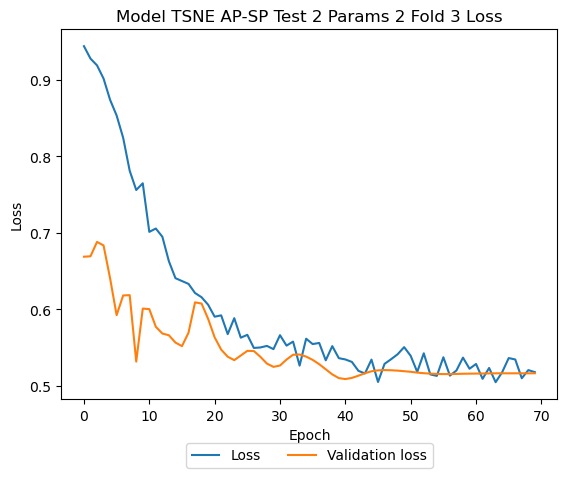 Model TSNE AP-SP Test 2 Params 2 Fold 3 Loss
Loss
0.9
0.8
0.7
0.6
0.5
0 10 20 30 40 50 60 70
Epoch
Loss Validation loss